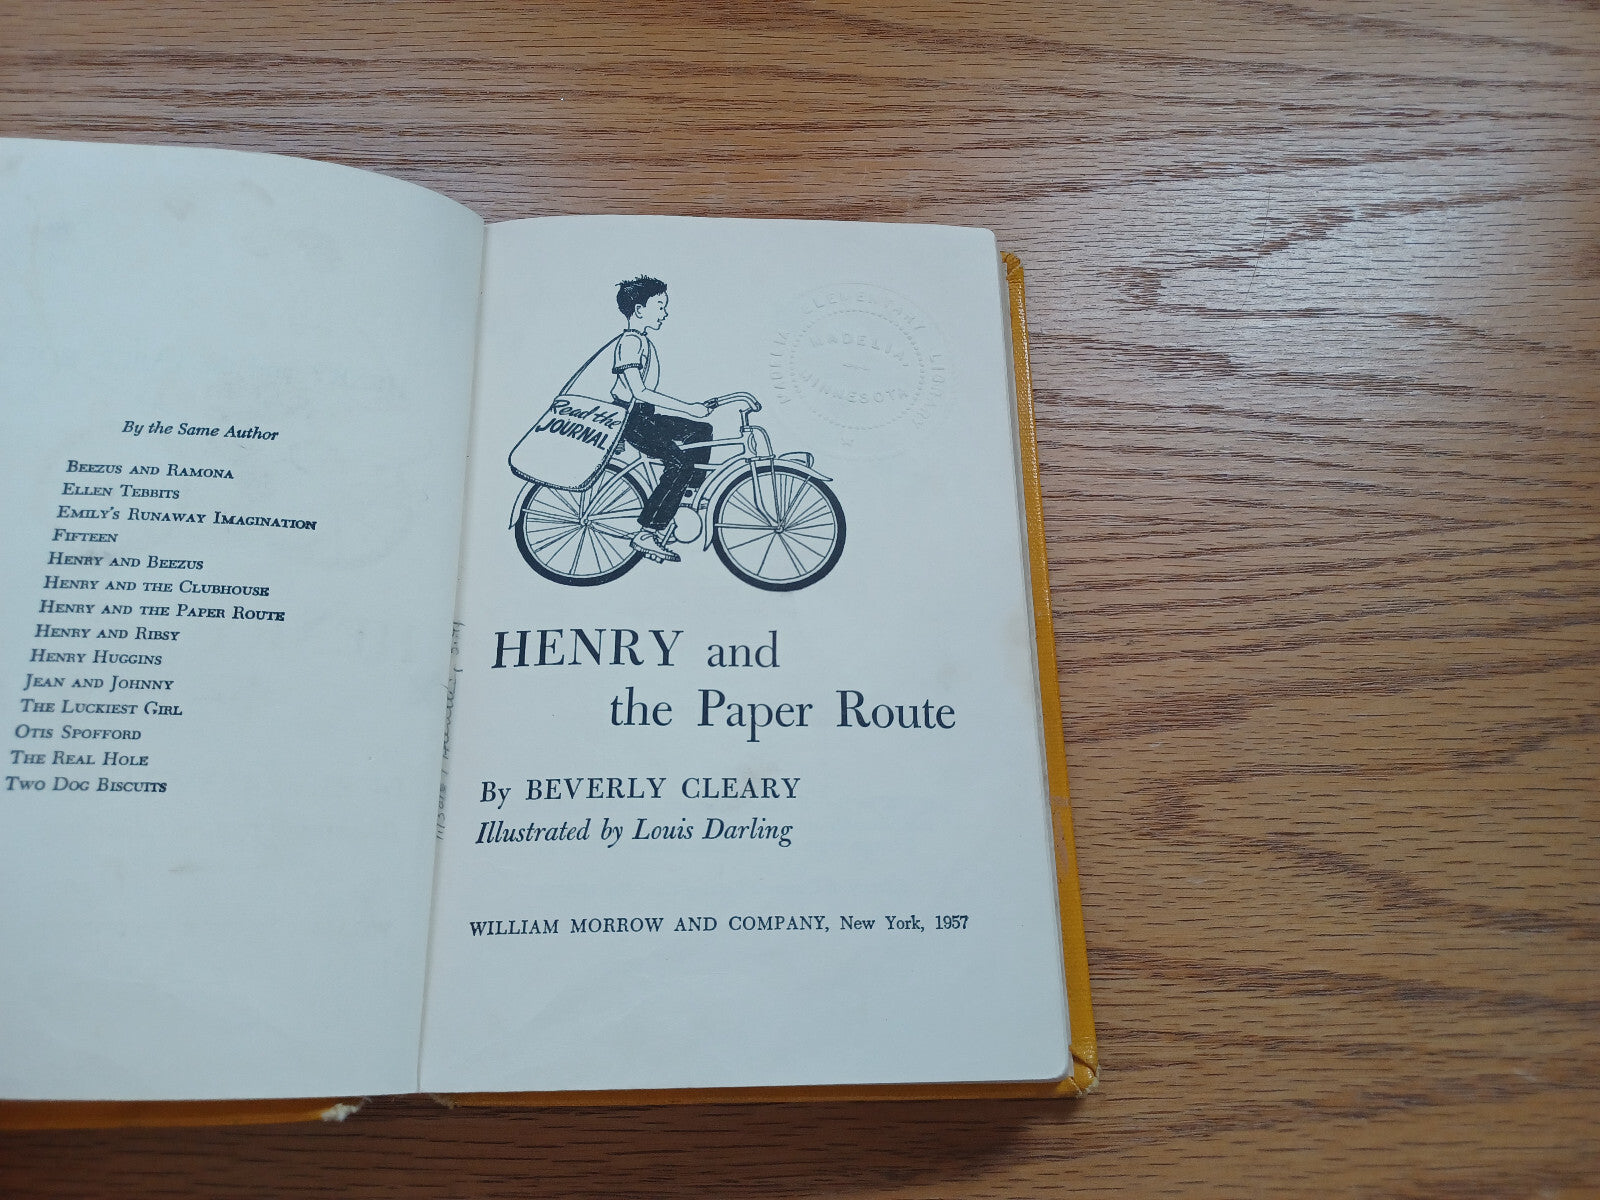 By the Same Author
BEEZUS AND RAMONA
ELLEN TEBBITS
EMILY'S RUNAWAY IMAGINATION
FIFTEEN
HENRY AND BEEZUS
HENRY AND THE CLUBHOUSE
HENRY AND THE PAPER ROUTE
HENRY AND RIBSY
HENRY HUGGINS
JEAN AND JOHNNY
THE LUCKIEST GIRL
OTIS SPOFFORD
THE REAL HOLE
TWO DOG BISCUITS
MADELIA ELEMENTARY LIBRARY
MADELIA,
MINNESOTA
Read the
JOURNAL
HENRY and
the Paper Route
By BEVERLY CLEARY
Illustrated by Louis Darling
WILLIAM MORROW AND COMPANY, New York, 1957